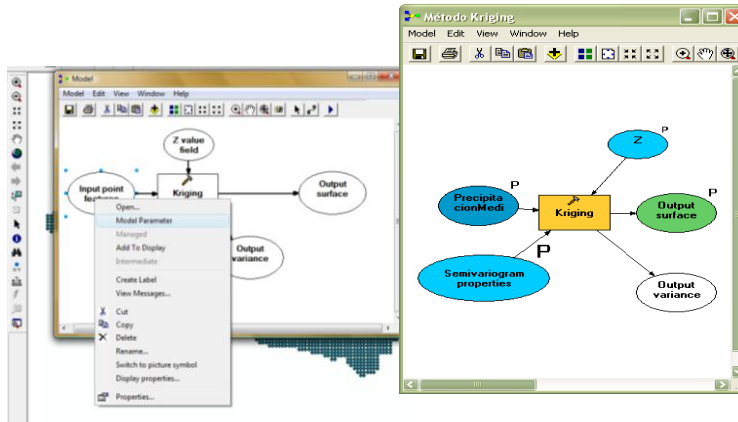 Model
Model Edit View Window Help
Z value
field
Input point
features
Kriging
Output
surface
Output
variance
Open...
Model Parameter
Managed
Add To Display
Intermediate
Create Label
View Messages...
Cut
Copy
Delete
Rename...
Switch to picture symbol
Display properties...
Properties...
Método Kriging
Model Edit View Window Help
Z
P
Precipita
cionMedi
P
Kriging
Output
surface
P
Semivariogram
properties
P
Output
variance